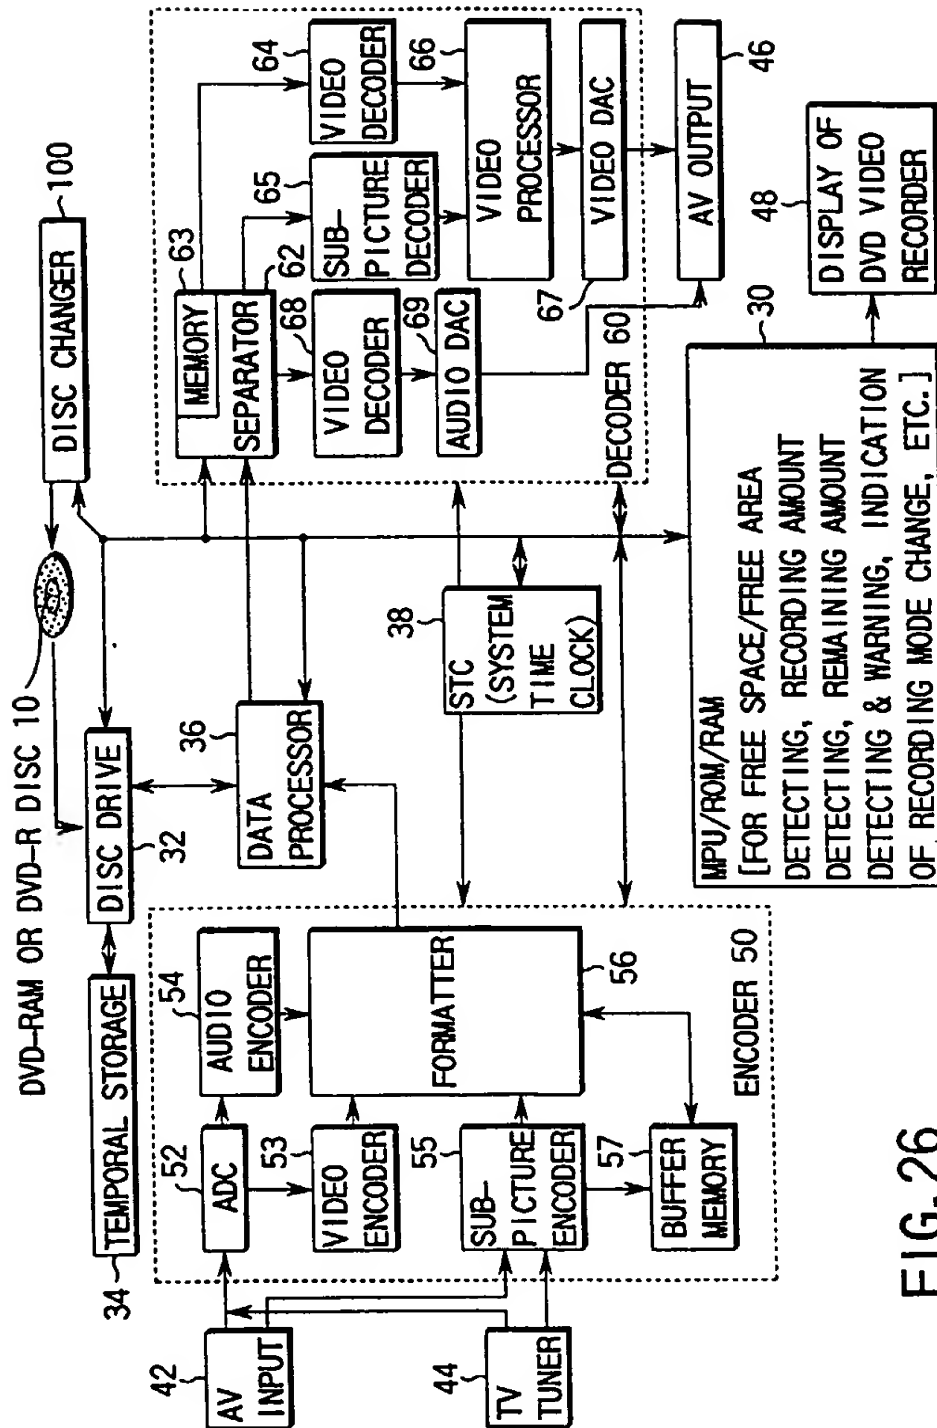 DVD-RAM OR DVD-R DISC 10
DISC CHANGER
100
34
TEMPORAL STORAGE
DISC DRIVE
32
36
DATA
PROCESSOR
42
AV
INPUT
44
TV
TUNER
52
ADC
54
AUDIO
ENCODER
53
VIDEO
ENCODER
55
SUB-
PICTURE
ENCODER
57
BUFFER
MEMORY
FORMATTER
56
ENCODER 50
38
STC
(SYSTEM
TIME
CLOCK)
63
MEMORY
62
SEPARATOR
64
VIDEO
DECODER
65
SUB-
PICTURE
DECODER
66
VIDEO
PROCESSOR
68
VIDEO
DECODER
69
AUDIO DAC
67
VIDEO DAC
DECODER 60
AV OUTPUT
46
30
MPU/ROM/RAM
[FOR FREE SPACE/FREE AREA
DETECTING, RECORDING AMOUNT
DETECTING, REMAINING AMOUNT
DETECTING & WARNING, INDICATION
OF RECORDING MODE CHANGE, ETC.]
48
DISPLAY OF
DVD VIDEO
RECORDER
FIG. 26